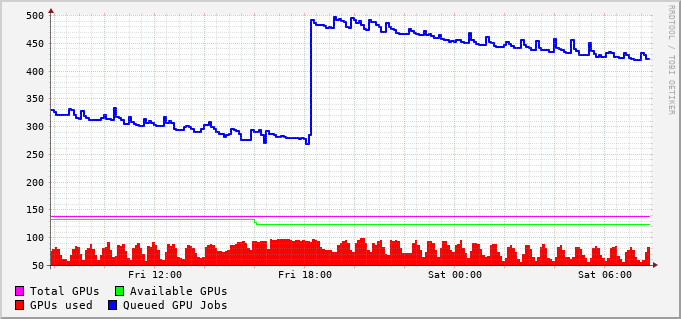 500
450
400
350
300
250
200
150
100
50
Fri 12:00 Fri 18:00 Sat 00:00 Sat 06:00
Total GPUs Available GPUs
GPUs used Queued GPU Jobs
RRDTOOL / TOBI OETIKER